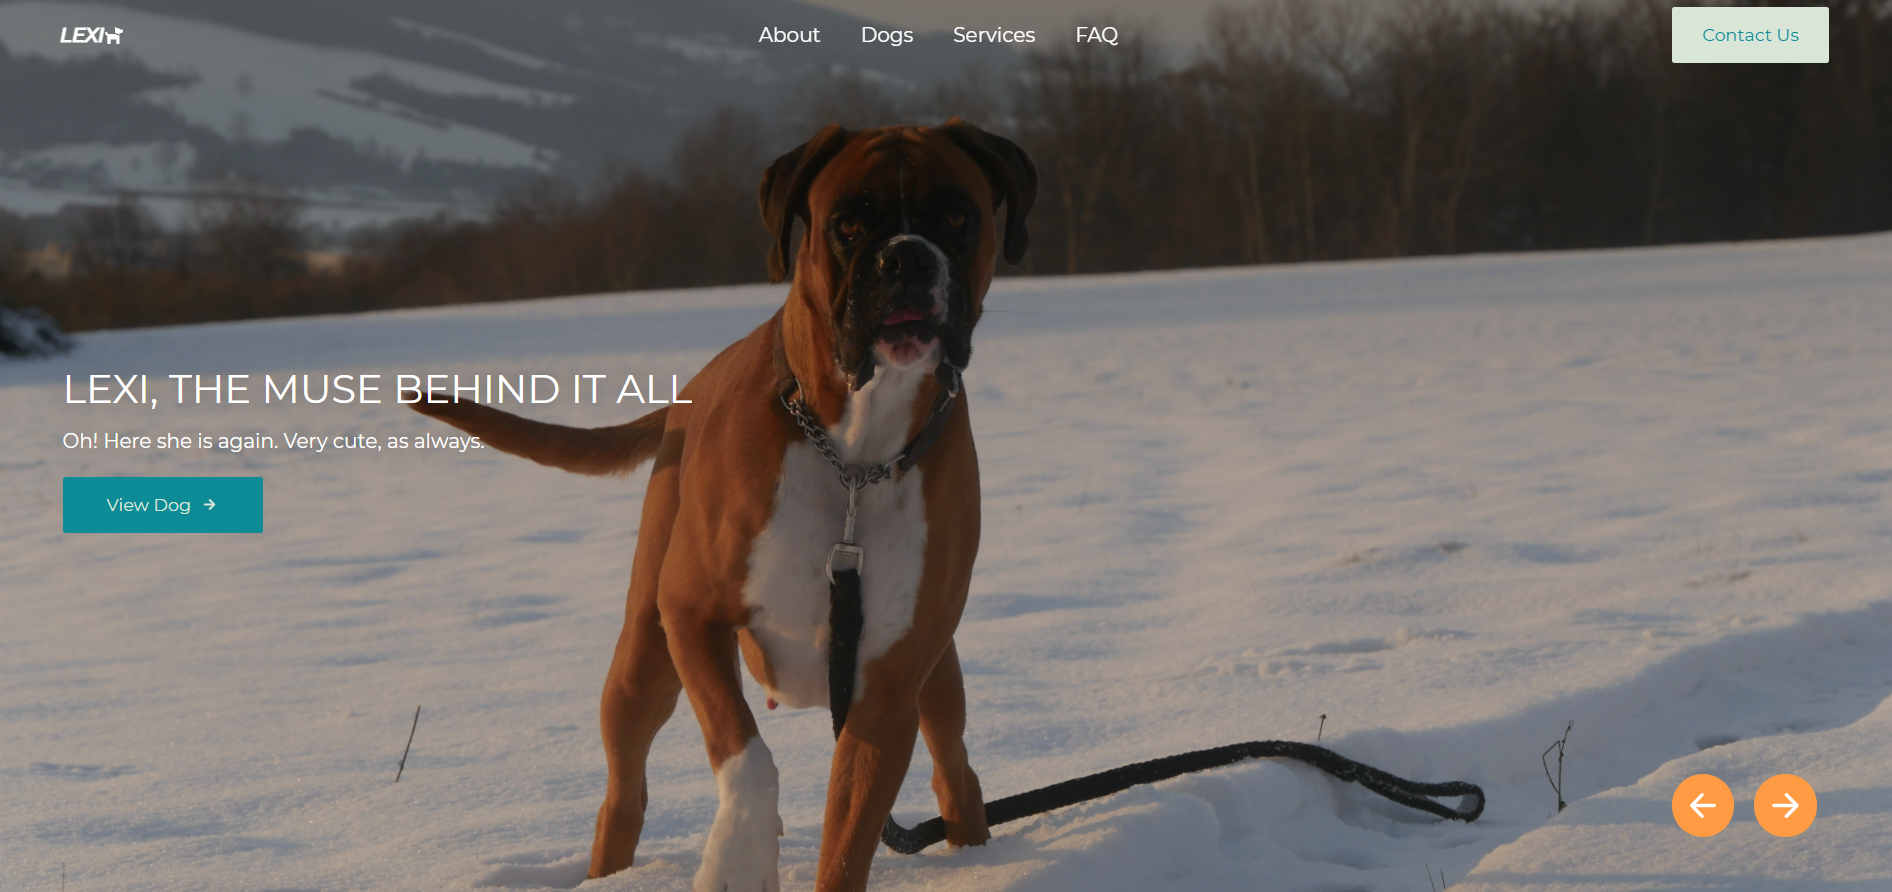 LEXI
About
Dogs
Services
FAQ
Contact Us
LEXI, THE MUSE BEHIND IT ALL
Oh! Here she is again. Very cute, as always.
View Dog